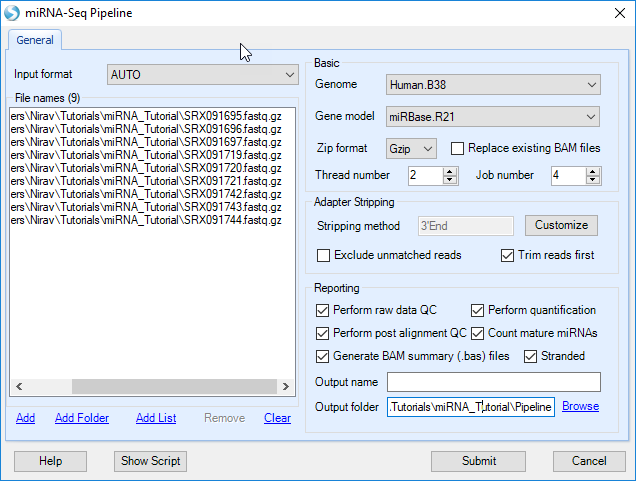 miRNA-Seq Pipeline
General
Input format AUTO
File names (9)
ers\Nirav\Tutorials\miRNA_Tutorial\SRX091695.fastq.gz
ers\Nirav\Tutorials\miRNA_Tutorial\SRX091696.fastq.gz
ers\Nirav\Tutorials\miRNA_Tutorial\SRX091697.fastq.gz
ers\Nirav\Tutorials\miRNA_Tutorial\SRX091719.fastq.gz
ers\Nirav\Tutorials\miRNA_Tutorial\SRX091720.fastq.gz
ers\Nirav\Tutorials\miRNA_Tutorial\SRX091721.fastq.gz
ers\Nirav\Tutorials\miRNA_Tutorial\SRX091742.fastq.gz
ers\Nirav\Tutorials\miRNA_Tutorial\SRX091743.fastq.gz
ers\Nirav\Tutorials\miRNA_Tutorial\SRX091744.fastq.gz
Add Add Folder Add List Remove Clear
Basic
Genome Human.B38
Gene model miRBase.R21
Zip format Gzip Replace existing BAM files
Thread number 2 Job number 4
Adapter Stripping
Stripping method 3'End Customize
Exclude unmatched reads Trim reads first
Reporting
Perform raw data QC Perform quantification
Perform post alignment QC Count mature miRNAs
Generate BAM summary (.bas) files Stranded
Output name
Output folder .Tutorials\miRNA_Tutorial\Pipeline Browse
Help Show Script Submit Cancel